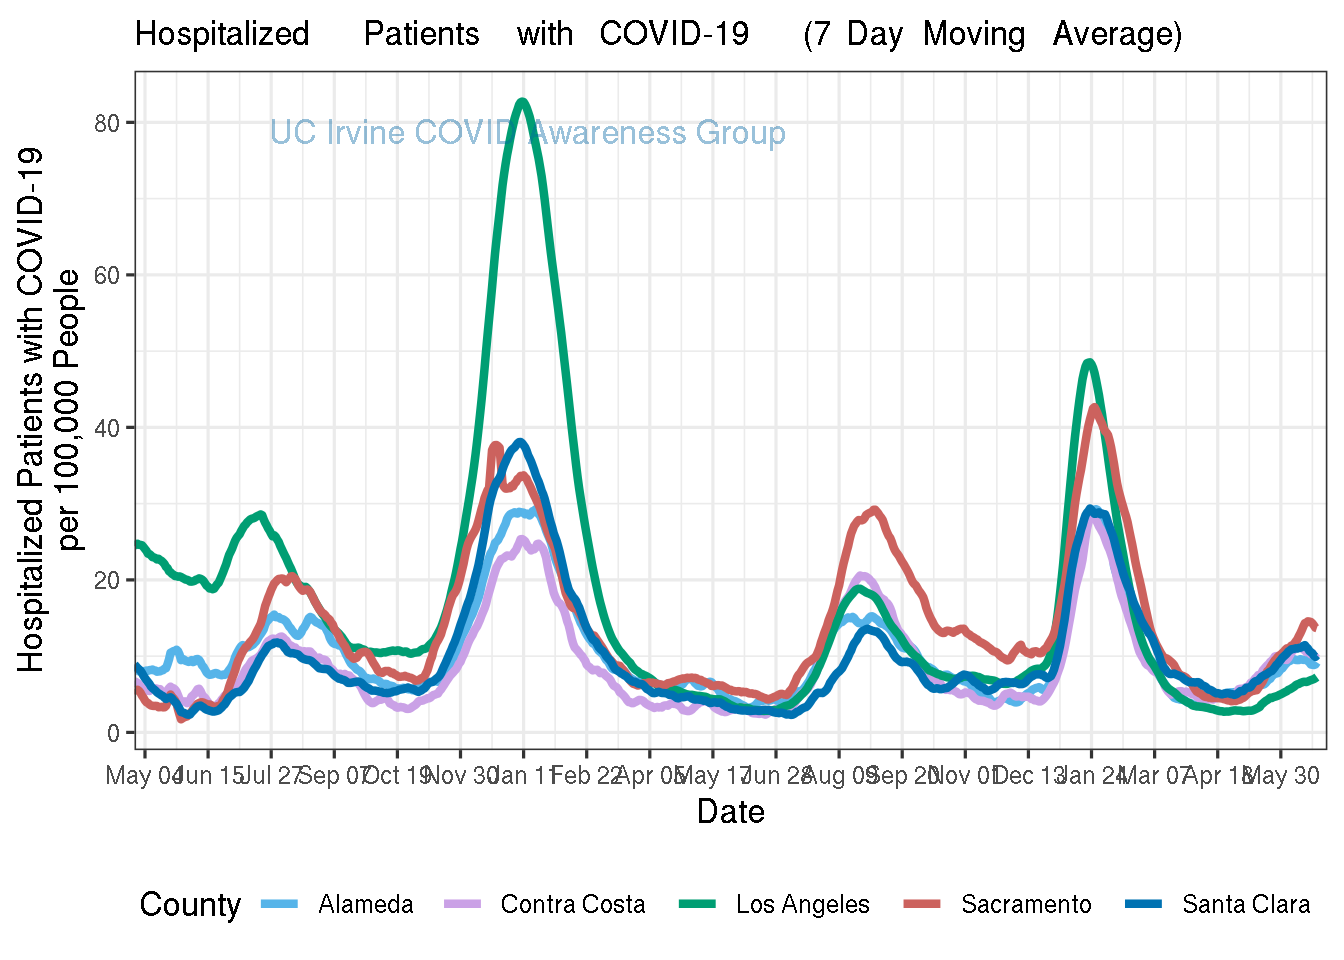 Hospitalized Patients with COVID-19 (7 Day Moving Average)
UC Irvine COVID Awareness Group
Hospitalized Patients with COVID-19
per 100,000 People
80
60
40
20
0
May 04 Jun 15 Jul 27 Sep 07 Oct 19 Nov 30 Jan 11 Feb 22 Apr 05 May 17 Jun 28 Aug 09 Sep 20 Nov 01 Dec 13 Jan 24 Mar 07 Apr 18 May 30
Date
County Alameda Contra Costa Los Angeles Sacramento Santa Clara